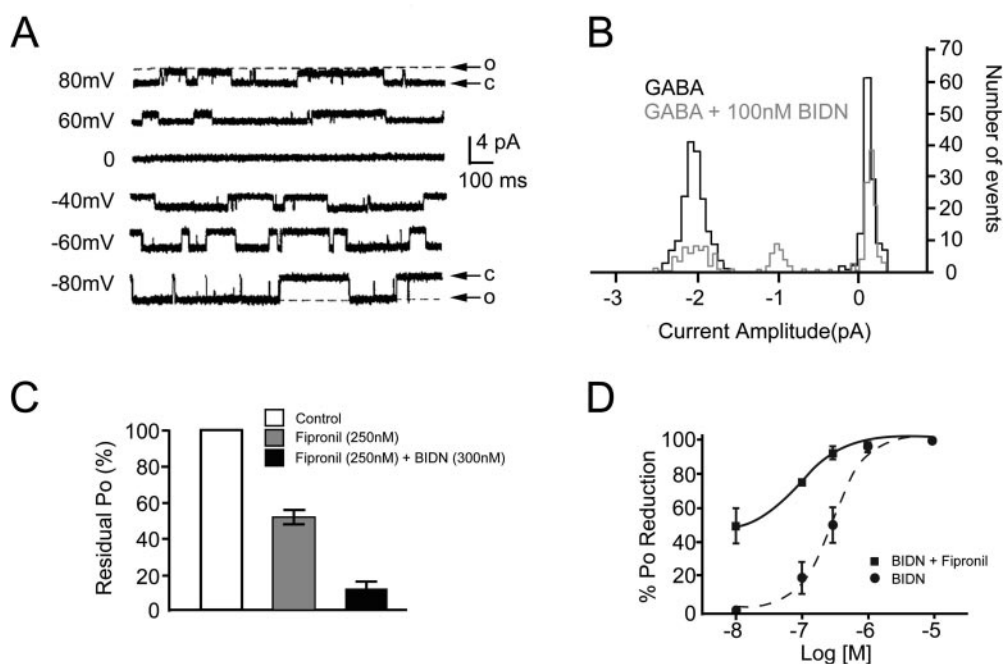 A
80mV
o
c
60mV
0
4 pA
100 ms
-40mV
-60mV
-80mV
c
o
B
GABA
GABA + 100nM BIDN
70
60
50
40
30
20
10
0
Number of events
-3
-2
-1
0
Current Amplitude(pA)
C
Control
Fipronil (250nM)
Fipronil (250nM) + BIDN (300nM)
100
80
60
40
20
0
Residual Po (%)
D
100
80
60
40
20
0
% Po Reduction
BIDN + Fipronil
BIDN
-8
-7
-6
-5
Log [M]